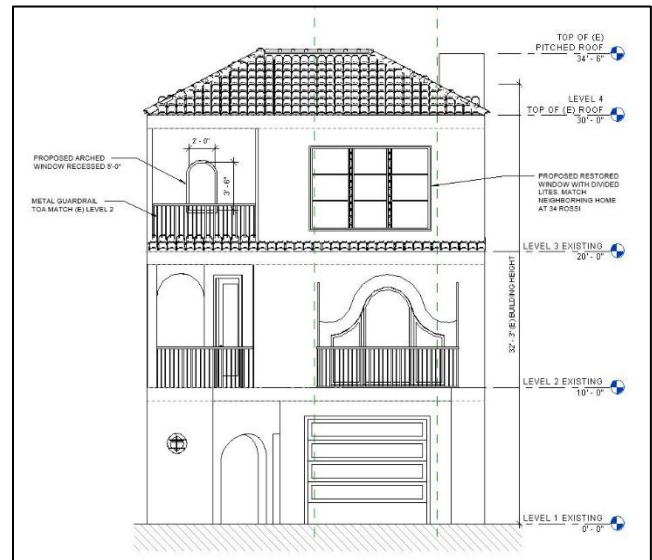 TOP OF (E)
PITCHED ROOF
34' - 6"
LEVEL 4
TOP OF (E) ROOF
30' - 0"
2' - 0"
3' - 6"
PROPOSED ARCHED
WINDOW RECESSED 5'-0"
METAL GUARDRAIL
TOA MATCH (E) LEVEL 2
PROPOSED RESTORED
WINDOW WITH DIVIDED
LITES. MATCH
NEIGHBORHING HOME
AT 34 ROSSI
LEVEL 3 EXISTING
20' - 0"
32' - 3" (E) BUILDING HEIGHT
LEVEL 2 EXISTING
10' - 0"
LEVEL 1 EXISTING
0' - 0"